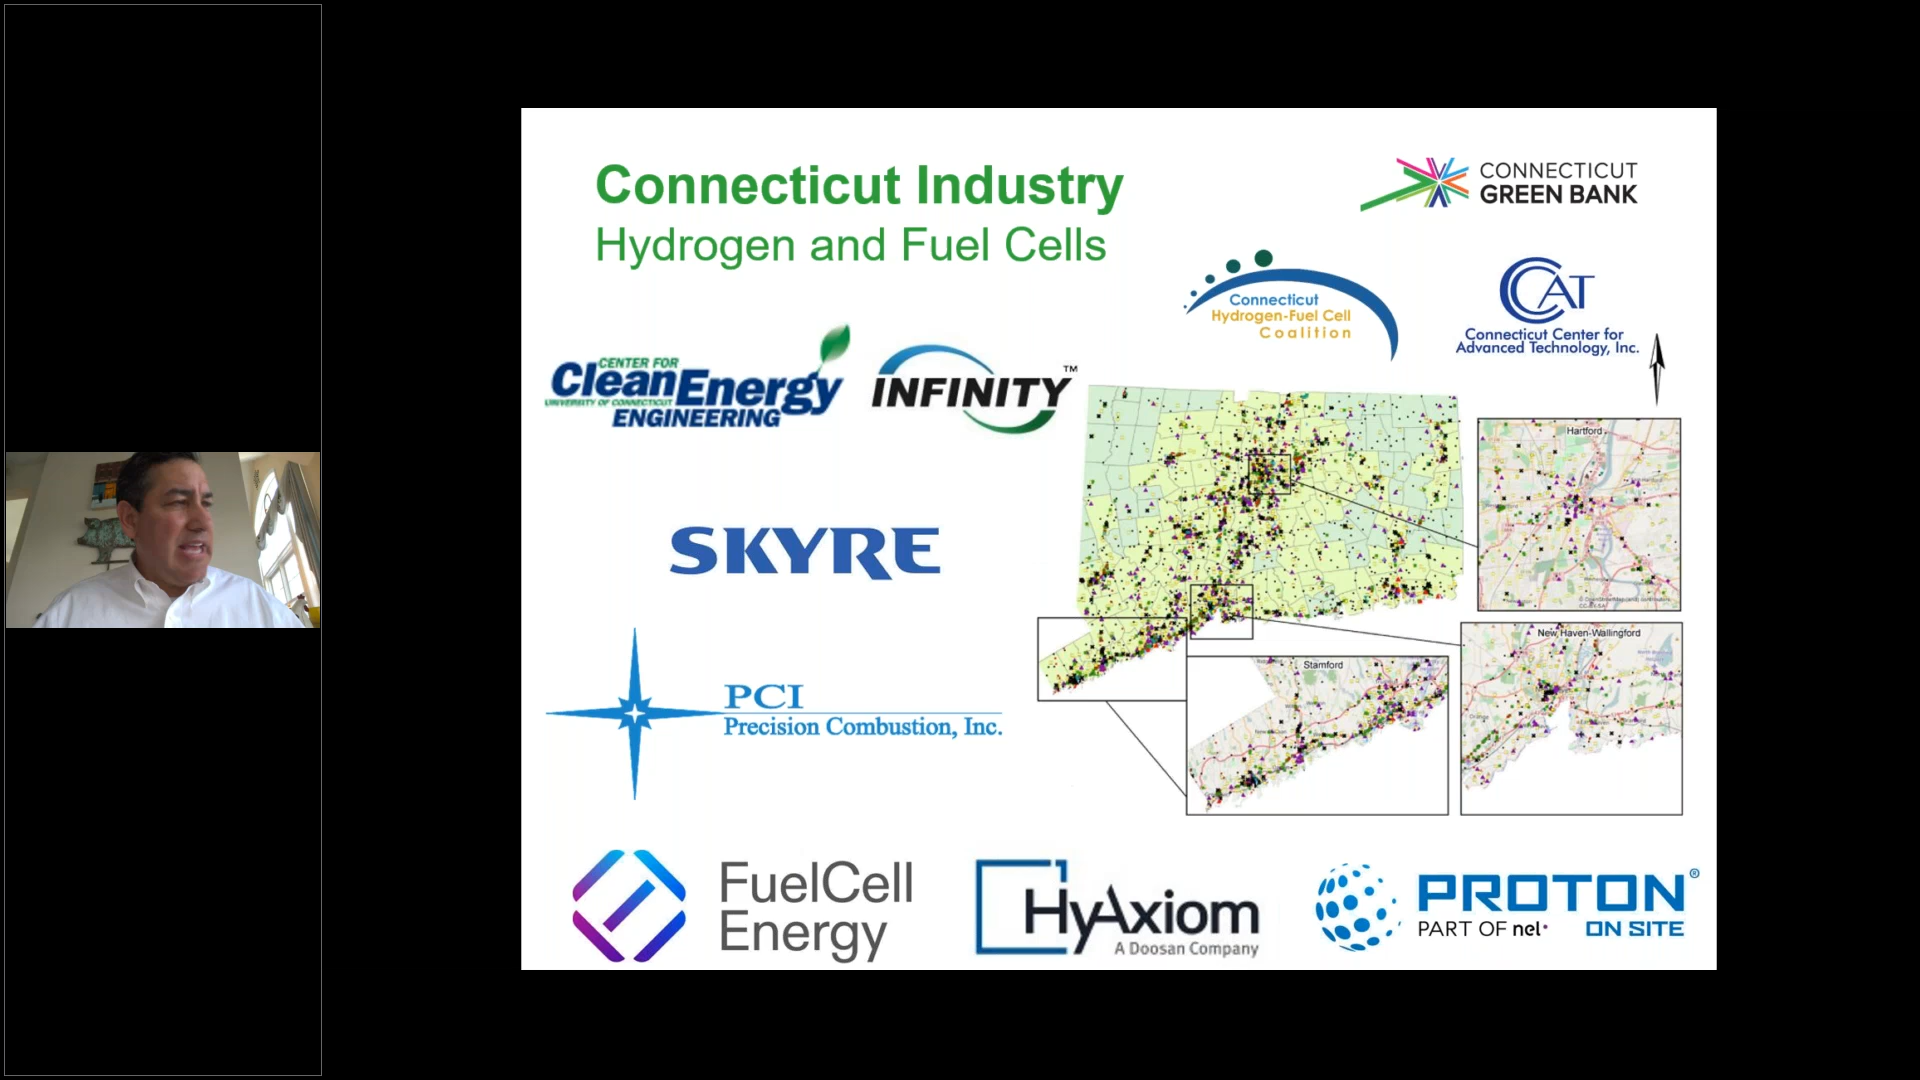 Connecticut Industry
Hydrogen and Fuel Cells
CONNECTICUT
GREEN BANK
Connecticut
Hydrogen-Fuel Cell
Coalition
CCAT
Connecticut Center for
Advanced Technology, Inc.
CENTER FOR
CleanEnergy
UNIVERSITY OF CONNECTICUT
ENGINEERING
INFINITY™
SKYRE
PCI
Precision Combustion, Inc.
Hartford
New Haven-Wallingford
Stamford
FuelCell
Energy
HyAxiom
A Doosan Company
PROTON®
PART OF nel•
ON SITE